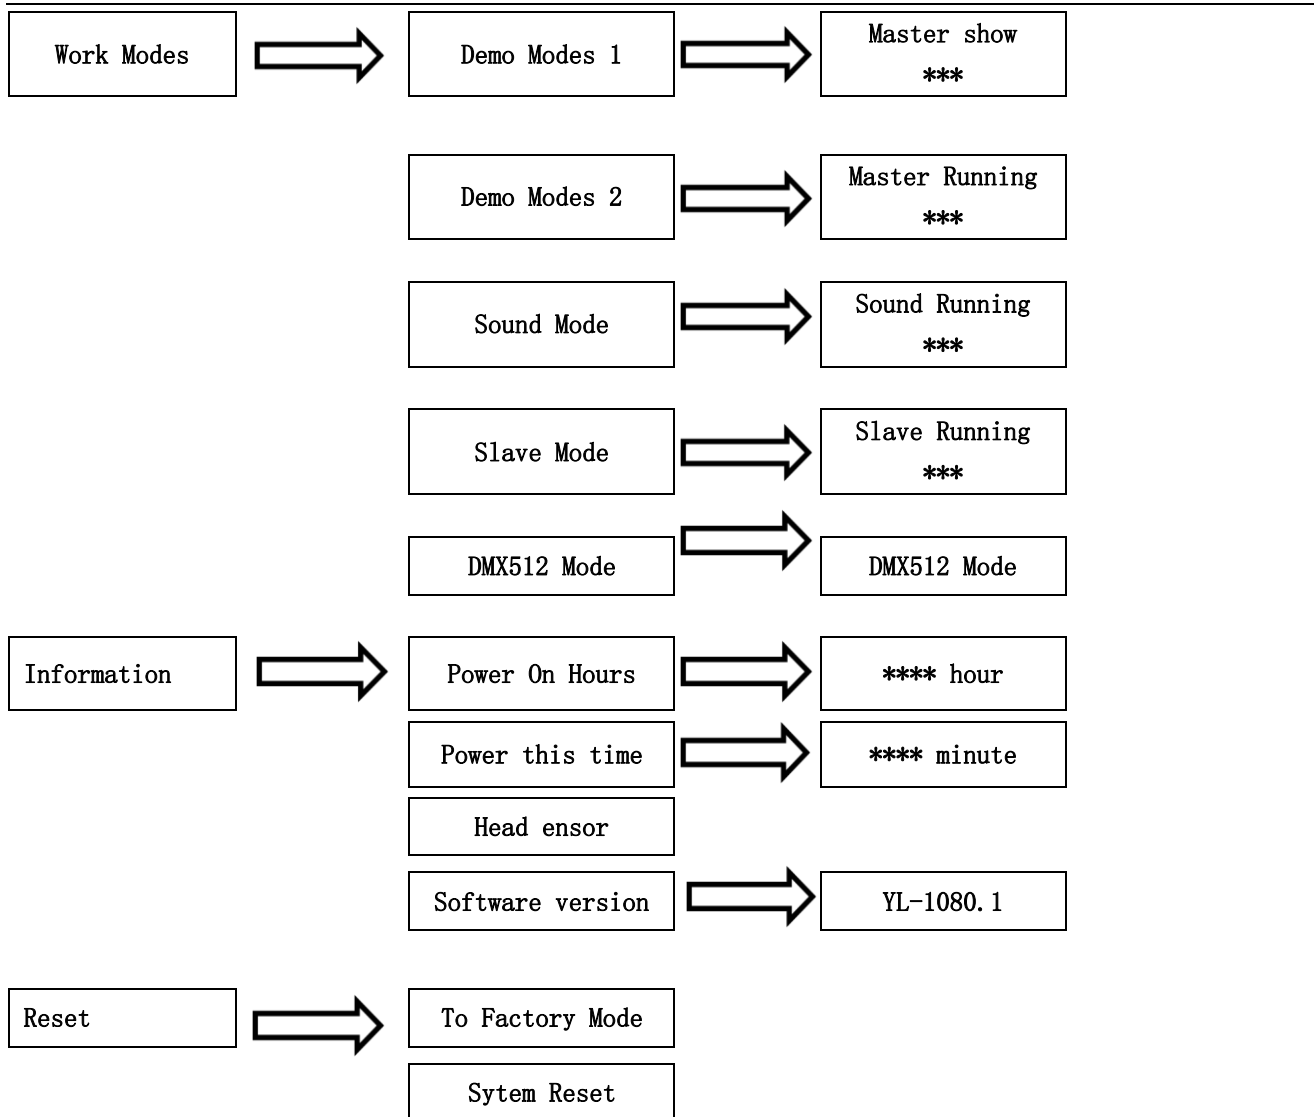 Work Modes
Demo Modes 1
Master show
***
Demo Modes 2
Master Running
***
Sound Mode
Sound Running
***
Slave Mode
Slave Running
***
DMX512 Mode
DMX512 Mode
Information
Power On Hours
**** hour
Power this time
**** minute
Head ensor
Software version
YL-1080.1
Reset
To Factory Mode
Sytem Reset